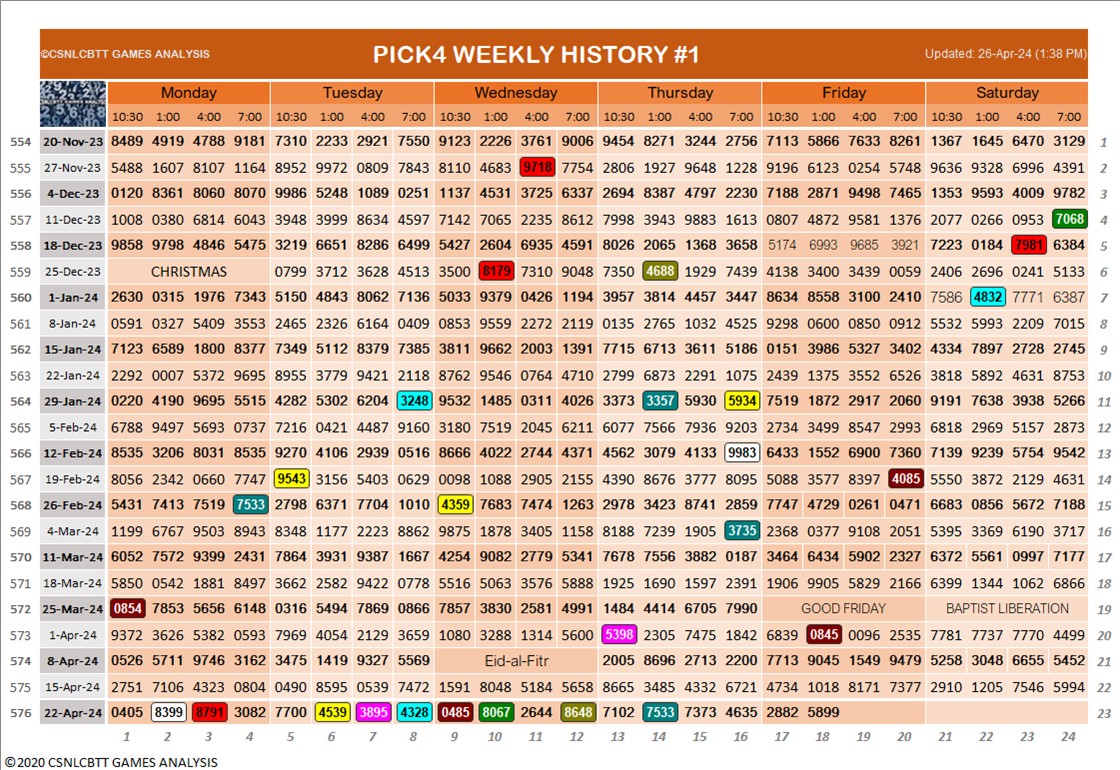 ©CSNLCBTT GAMES ANALYSIS PICK4 WEEKLY HISTORY #1 Updated: 26-Apr-24 (1:38 PM)
Monday Tuesday Wednesday Thursday Friday Saturday
10:30 1:00 4:00 7:00 10:30 1:00 4:00 7:00 10:30 1:00 4:00 7:00 10:30 1:00 4:00 7:00 10:30 1:00 4:00 7:00 10:30 1:00 4:00 7:00
554 20-Nov-23 8489 4919 4788 9181 7310 2233 2921 7550 9123 2226 3761 9006 9454 8271 3244 2756 7113 5866 7633 8261 1367 1645 6470 3129 1
555 27-Nov-23 5488 1607 8107 1164 8952 9972 0809 7843 8110 4683 9718 7754 2806 1927 9648 1228 9196 6123 0254 5748 9636 9328 6996 4391 2
556 4-Dec-23 0120 8361 8060 8070 9986 5248 1089 0251 1137 4531 3725 6337 2694 8387 4797 2230 7188 2871 9498 7465 1353 9593 4009 9782 3
557 11-Dec-23 1008 0380 6814 6043 3948 3999 8634 4597 7142 7065 2235 8612 7998 3943 9883 1613 0807 4872 9581 1376 2077 0266 0953 7068 4
558 18-Dec-23 9858 9798 4846 5475 3219 6651 8286 6499 5427 2604 6935 4591 8026 2065 1368 3658 5174 6993 9685 3921 7223 0184 7981 6384 5
559 25-Dec-23 CHRISTMAS 0799 3712 3628 4513 3500 8179 7310 9048 7350 4688 1929 7439 4138 3400 3439 0059 2406 2696 0241 5133 6
560 1-Jan-24 2630 0315 1976 7343 5150 4843 8062 7136 5033 9379 0426 1194 3957 3814 4457 3447 8634 8558 3100 2410 7586 4832 7771 6387 7
561 8-Jan-24 0591 0327 5409 3553 2465 2326 6164 0409 0853 9559 2272 2119 0135 2765 1032 4525 9298 0600 0850 0912 5532 5993 2209 7015 8
562 15-Jan-24 7123 6589 1800 8377 7349 5112 8379 7385 3811 9662 2003 1391 7715 6713 3611 5186 0151 3986 5327 3402 4334 7897 2728 2745 9
563 22-Jan-24 2292 0007 5372 9695 8955 3779 9421 2118 8762 9546 0764 4710 2799 6873 2291 1075 2439 1375 3552 6526 3818 5892 4631 8753 10
564 29-Jan-24 0220 4190 9695 5515 4282 5302 6204 3248 9532 1485 0311 4026 3373 3357 5930 5934 7519 1872 2917 2060 9191 7638 3938 5266 11
565 5-Feb-24 6788 9497 5693 0737 7216 0421 4487 9160 3180 7519 2045 6211 6077 7566 7936 9203 2734 3499 8547 2993 6818 2969 5157 2873 12
566 12-Feb-24 8535 3206 8031 8535 9270 4106 2939 0516 8666 4022 2744 4371 4562 3079 4133 9983 6433 1552 6900 7360 7139 9239 5754 9542 13
567 19-Feb-24 8056 2342 0660 7747 9543 3156 5403 0629 0098 1088 2905 2155 4390 8676 3777 8095 5088 3577 8397 4085 5550 3872 2129 4631 14
568 26-Feb-24 5431 7413 7519 7533 2798 6371 7704 1010 4359 7683 7474 1263 2978 3423 8741 2859 7747 4729 0261 0471 6683 0856 5672 7188 15
569 4-Mar-24 1199 6767 9503 8943 8348 1177 2223 8862 9875 1878 3405 1158 8188 7239 1905 3735 2368 0377 9108 2051 5395 3369 6190 3717 16
570 11-Mar-24 6052 7572 9399 2431 7864 3931 9387 1667 4254 9082 2779 5341 7678 7556 3882 0187 3464 6434 5902 2327 6372 5561 0997 7177 17
571 18-Mar-24 5850 0542 1881 8497 3662 2582 9422 0778 5516 5063 3576 5888 1925 1690 1597 2391 1906 9905 5829 2166 6399 1344 1062 6866 18
572 25-Mar-24 0854 7853 5656 6148 0316 5494 7869 0866 7857 3830 2581 4991 1484 4414 6705 7990 GOOD FRIDAY BAPTIST LIBERATION 19
573 1-Apr-24 9372 3626 5382 0593 7969 4054 2129 3659 1080 3288 1314 5600 5398 2305 7475 1842 6839 0845 0096 2535 7781 7737 7770 4499 20
574 8-Apr-24 0526 5711 9746 3162 3475 1419 9327 5569 Eid-al-Fitr 2005 8696 2713 2200 7713 9045 1549 9479 5258 3048 6655 5452 21
575 15-Apr-24 2751 7106 4323 0804 0490 8595 0539 7472 1591 8048 5184 5658 8665 3485 4332 6721 4734 1018 8171 7377 2910 1205 7546 5994 22
576 22-Apr-24 0405 8399 8791 3082 7700 4539 3895 4328 0485 8067 2644 8648 7102 7533 7373 4635 2882 5899 23
1 2 3 4 5 6 7 8 9 10 11 12 13 14 15 16 17 18 19 20 21 22 23 24
©2020 CSNLCBTT GAMES ANALYSIS